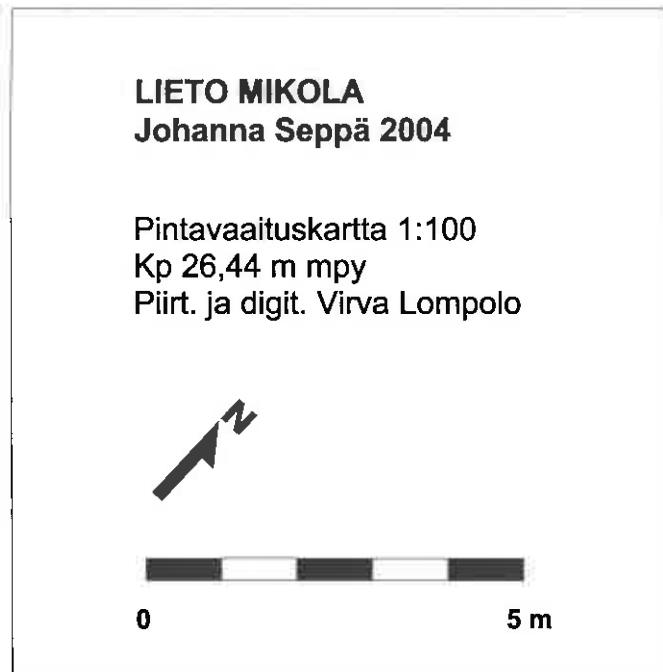 LIETO MIKOLA
Johanna Seppä 2004
Pintavaaituskartta 1:100
Kp 26,44 m mpy
Piirt. ja digit. Virva Lompolo
N
0 5 m